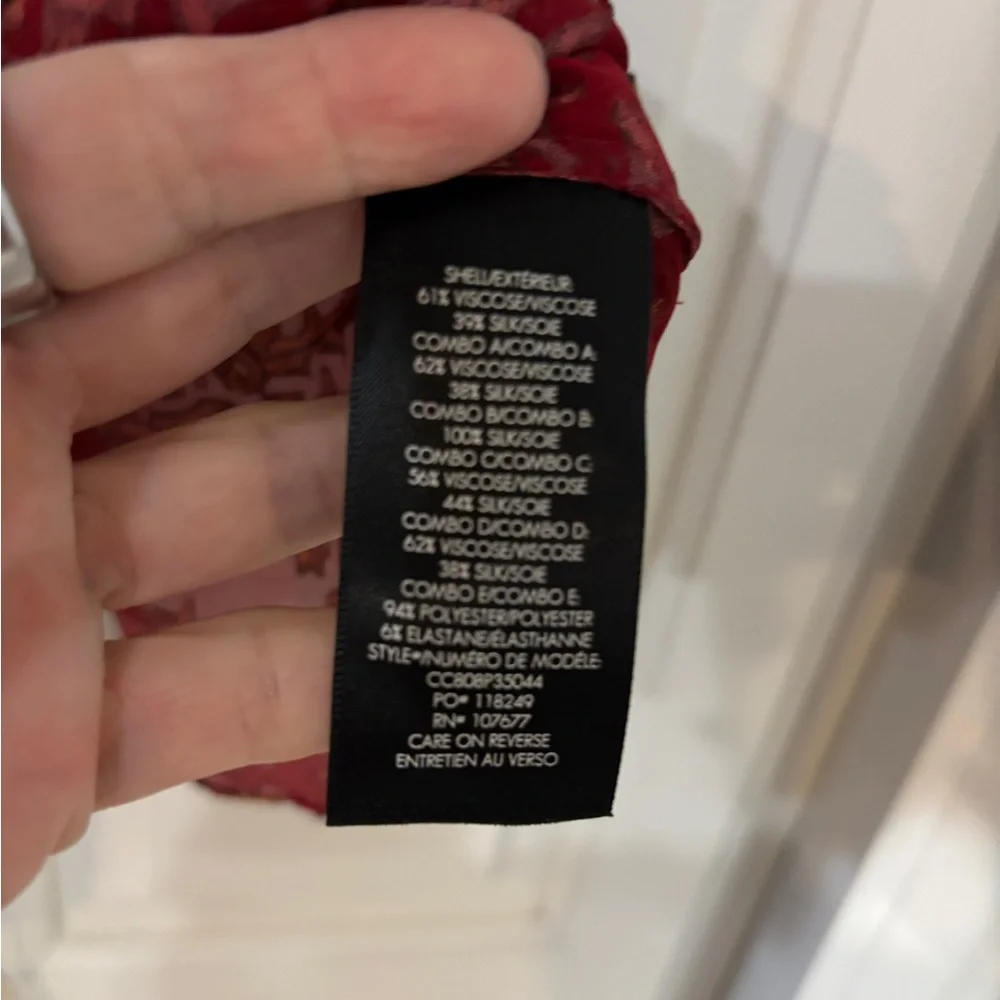 SHELL/EXTÉRIEUR:
61% VISCOSE/VISCOSE
39% SILK/SOIE
COMBO A/COMBO A:
62% VISCOSE/VISCOSE
38% SILK/SOIE
COMBO B/COMBO B:
100% SILK/SOIE
COMBO C/COMBO C:
56% VISCOSE/VISCOSE
44% SILK/SOIE
COMBO D/COMBO D:
62% VISCOSE/VISCOSE
38% SILK/SOIE
COMBO E/COMBO E:
94% POLYESTER/POLYESTER
6% ELASTANE/ÉLASTHANNE
STYLE#/NUMÉRO DE MODÈLE:
CC808P35044
PO# 118249
RN# 107677
CARE ON REVERSE
ENTRETIEN AU VERSO